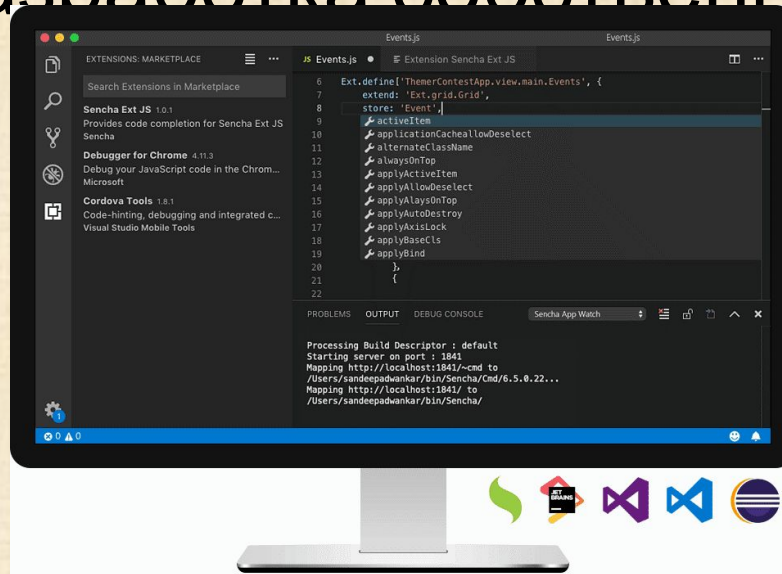 Events.js
Events.js
EXTENSIONS: MARKETPLACE
Search Extensions in Marketplace
Sencha Ext JS 1.0.1
Provides code completion for Sencha Ext JS
Sencha
Debugger for Chrome 4.11.3
Debug your JavaScript code in the Chrom...
Microsoft
Cordova Tools 1.8.1
Code-hinting, debugging and integrated c...
Visual Studio Mobile Tools
JS Events.js
Extension Sencha Ext JS
6 Ext.define['ThemerContestApp.view.main.Events', {
7 extend: 'Ext.grid.Grid',
8 store: 'Event',
9 activeItem
10 applicationCacheallowDeselect
11 alternateClassName
12 alwaysOnTop
13 applyActiveItem
14 applyAllowDeselect
15 applyAlaysOnTop
16 applyAutoDestroy
17 applyAxisLock
18 applyBaseCls
19 applyBind
20 },
21 {
22
PROBLEMS OUTPUT DEBUG CONSOLE Sencha App Watch
Processing Build Descriptor : default
Starting server on port : 1841
Mapping http://localhost:1841/~cmd to
/Users/sandeepadwankar/bin/Sencha/Cmd/6.5.0.22...
Mapping http://localhost:1841/ to
/Users/sandeepadwankar/bin/Sencha/
1
0 0
JET
BRAINS